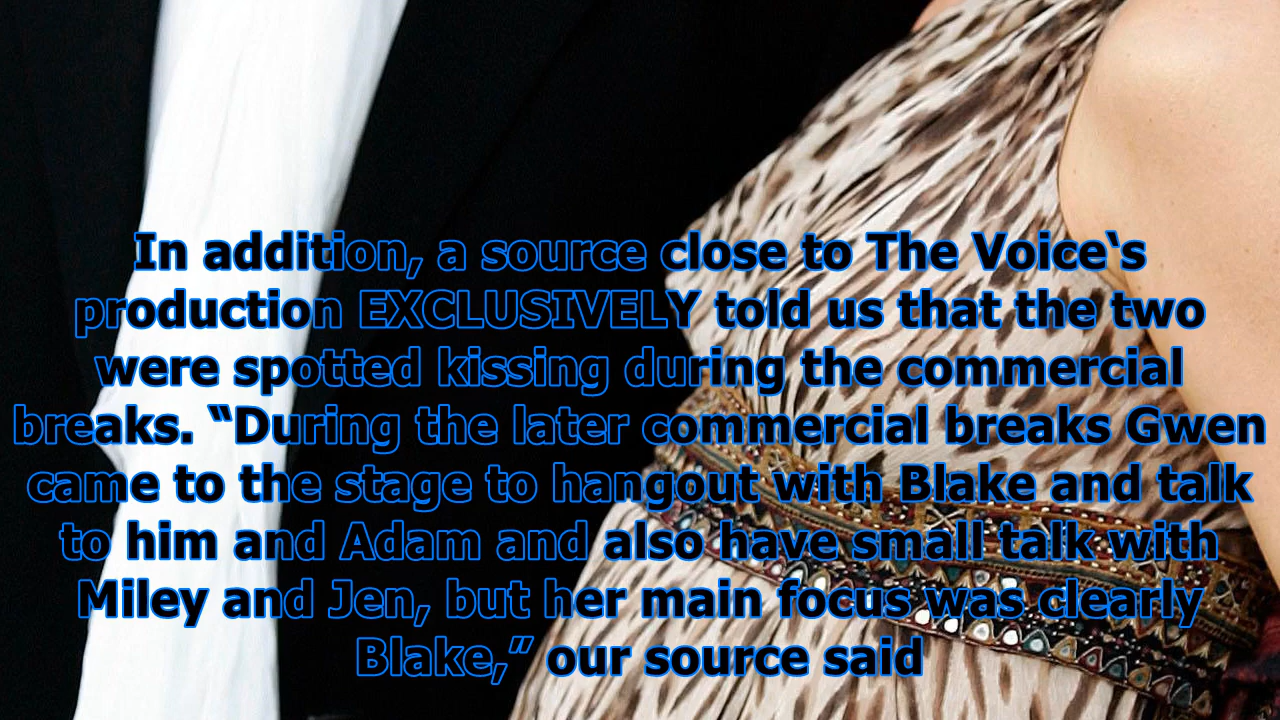 In addition, a source close to The Voice‘s
production EXCLUSIVELY told us that the two
were spotted kissing during the commercial
breaks. “During the later commercial breaks Gwen
came to the stage to hangout with Blake and talk
to him and Adam and also have small talk with
Miley and Jen, but her main focus was clearly
Blake,” our source said